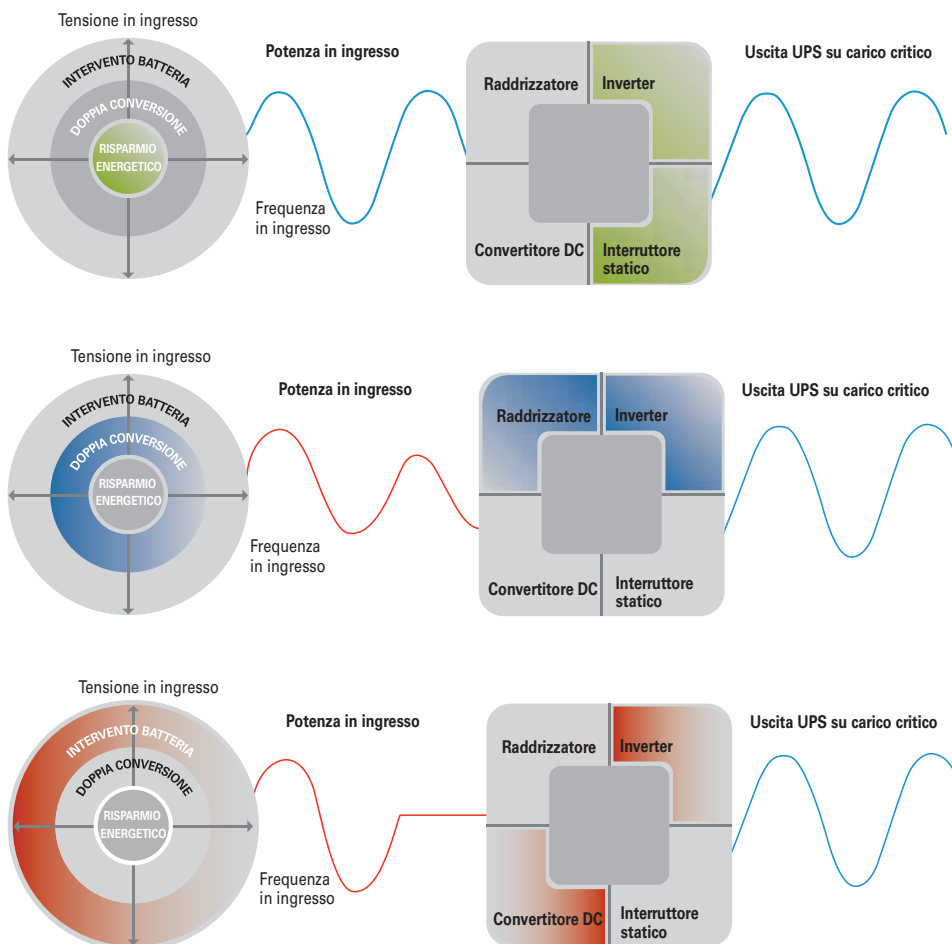 Tensione in ingresso
INTERVENTO BATTERIA
DOPPIA CONVERSIONE
RISPARMIO
ENERGETICO
Frequenza
in ingresso
Potenza in ingresso
Raddrizzatore
Inverter
Convertitore DC
Interruttore
statico
Uscita UPS su carico critico
Tensione in ingresso
INTERVENTO BATTERIA
DOPPIA CONVERSIONE
RISPARMIO
ENERGETICO
Frequenza
in ingresso
Potenza in ingresso
Raddrizzatore
Inverter
Convertitore DC
Interruttore
statico
Uscita UPS su carico critico
Tensione in ingresso
INTERVENTO BATTERIA
DOPPIA CONVERSIONE
RISPARMIO
ENERGETICO
Frequenza
in ingresso
Potenza in ingresso
Raddrizzatore
Inverter
Convertitore DC
Interruttore
statico
Uscita UPS su carico critico